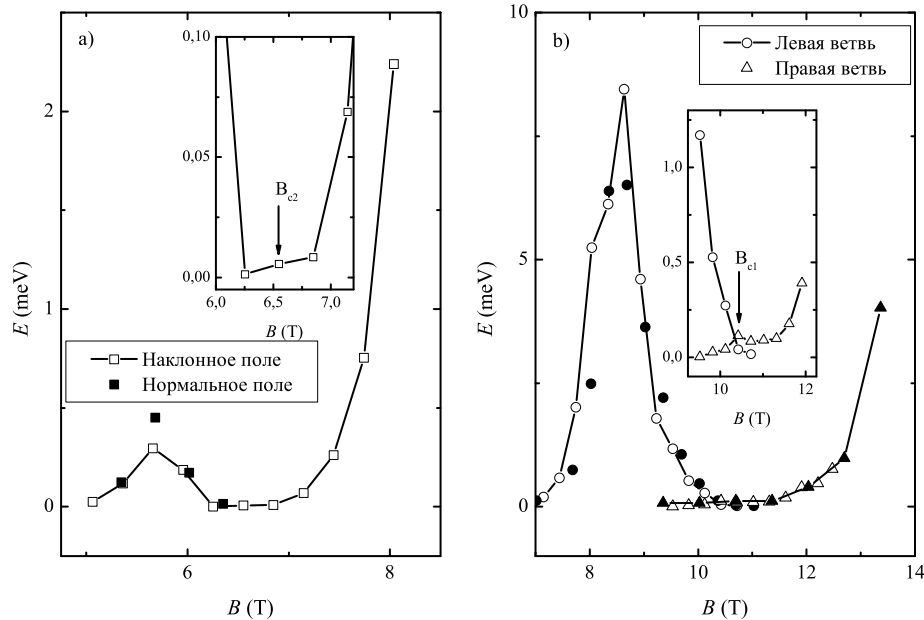 a)
E (meV)
2
1
0
6
8
B (T)
0,10
0,05
0,00
6,0
6,5
7,0
B (T)
Bc2
Наклонное поле
Нормальное поле
b)
E (meV)
10
5
0
8
10
12
14
B (T)
Левая ветвь
Правая ветвь
1,0
0,5
0,0
10
12
B (T)
Bc1